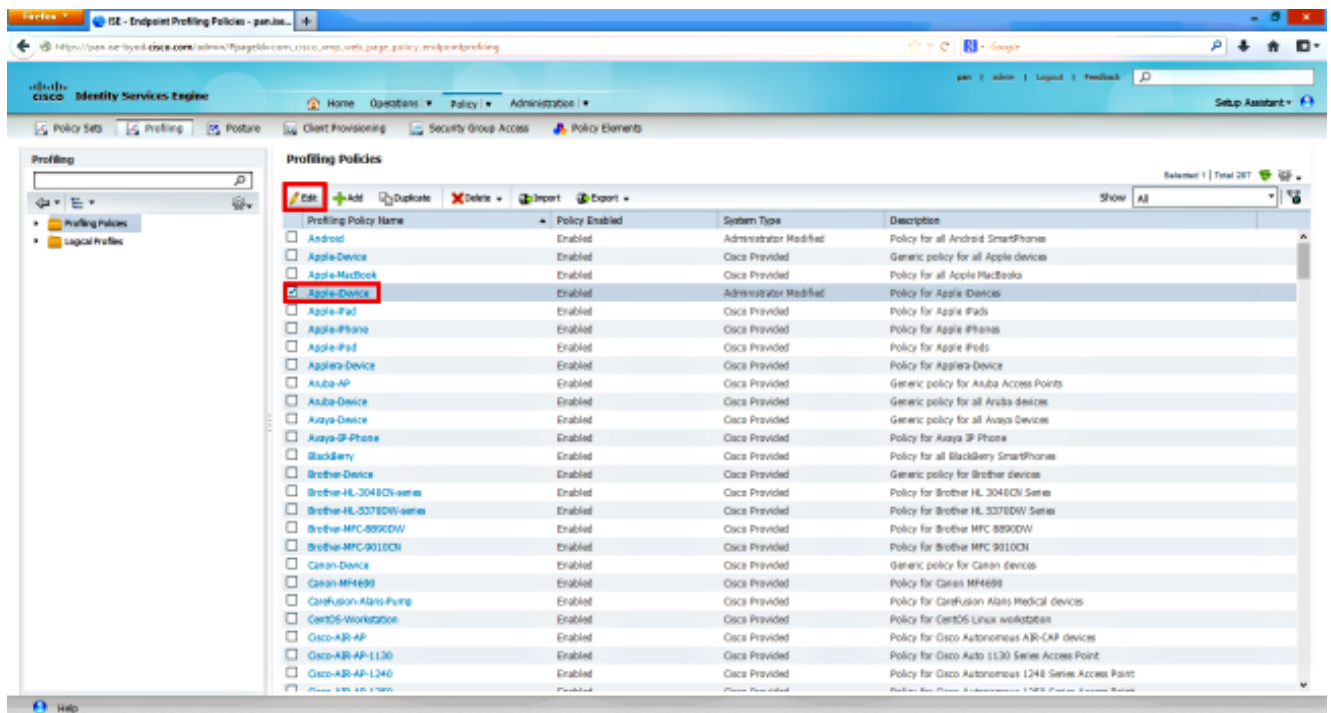 Firefox
ISE - Endpoint Profiling Policies - pan.ise...
https://pan.ise-byod.cisco.com/admin/#pageId=com_cisco_xmp_web_page_policy_endpointprofiling
Google
cisco Identity Services Engine
pan | admin | Logout | Feedback
Home Operations Policy Administration
Setup Assistant
Policy Sets Profiling Posture Client Provisioning Security Group Access Policy Elements
Profiling
Profiling Policies
Logical Profiles
Profiling Policies
Selected 1 | Total 287
Edit Add Duplicate Delete Import Export Show All
Profiling Policy Name Policy Enabled System Type Description
Android Enabled Administrator Modified Policy for all Android SmartPhones
Apple-Device Enabled Cisco Provided Generic policy for all Apple devices
Apple-MacBook Enabled Cisco Provided Policy for all Apple MacBooks
Apple-iDevice Enabled Administrator Modified Policy for Apple iDevices
Apple-iPad Enabled Cisco Provided Policy for Apple iPads
Apple-iPhone Enabled Cisco Provided Policy for Apple iPhones
Apple-iPod Enabled Cisco Provided Policy for Apple iPods
Applera-Device Enabled Cisco Provided Policy for Applera-Device
Aruba-AP Enabled Cisco Provided Generic policy for Aruba Access Points
Aruba-Device Enabled Cisco Provided Generic policy for all Aruba devices
Avaya-Device Enabled Cisco Provided Generic policy for all Avaya Devices
Avaya-IP-Phone Enabled Cisco Provided Policy for Avaya IP Phone
BlackBerry Enabled Cisco Provided Policy for all BlackBerry SmartPhones
Brother-Device Enabled Cisco Provided Generic policy for Brother devices
Brother-HL-3040CN-series Enabled Cisco Provided Policy for Brother HL 3040CN Series
Brother-HL-5370DW-series Enabled Cisco Provided Policy for Brother HL 5370DW Series
Brother-MFC-8890DW Enabled Cisco Provided Policy for Brother MFC 8890DW
Brother-MFC-9010CN Enabled Cisco Provided Policy for Brother MFC 9010CN
Canon-Device Enabled Cisco Provided Generic policy for Canon devices
Canon-MF4690 Enabled Cisco Provided Policy for Canon MF4690
CareFusion-Alaris-Pump Enabled Cisco Provided Policy for CareFusion Alaris Medical devices
CentOS-Workstation Enabled Cisco Provided Policy for CentOS Linux workstation
Cisco-AIR-AP Enabled Cisco Provided Policy for Cisco Autonomous AIR-CAP devices
Cisco-AIR-AP-1130 Enabled Cisco Provided Policy for Cisco Auto 1130 Series Access Point
Cisco-AIR-AP-1240 Enabled Cisco Provided Policy for Cisco Autonomous 1240 Series Access Point
Help